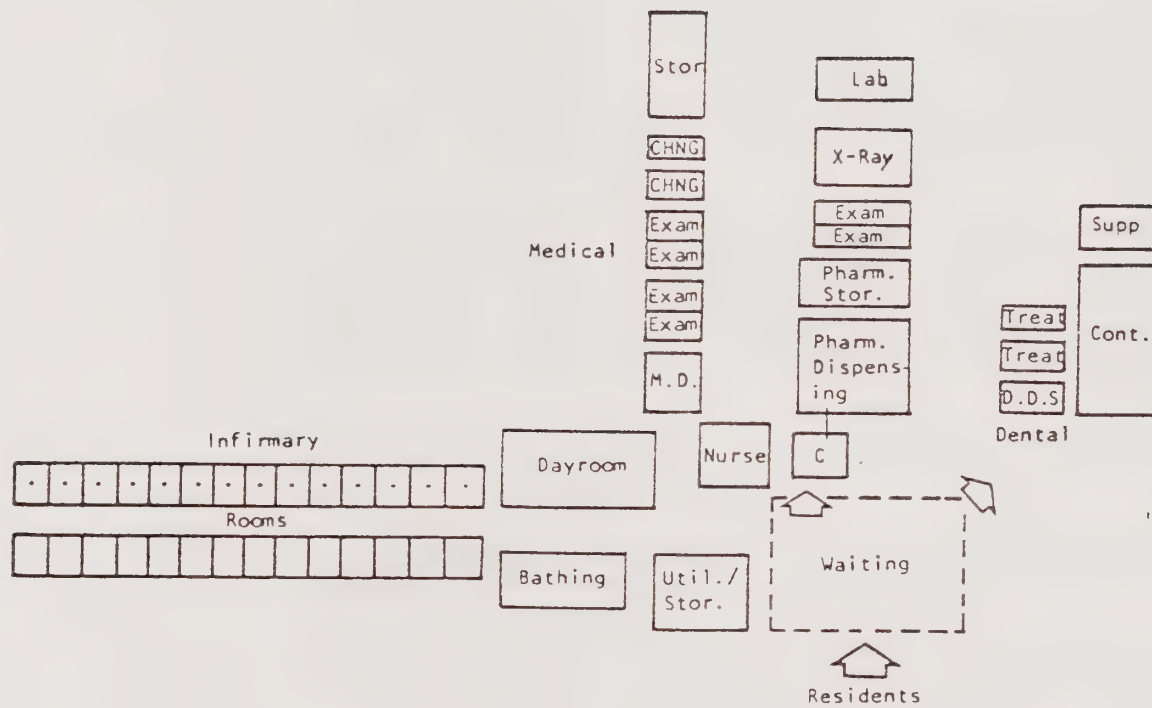 Stor
Lab
CHNG
X-Ray
CHNG
Exam
Exam
Supp
Exam
Exam
Medical
Pharm.
Stor.
Exam
Exam
Treat
Cont.
Pharm.
Dispens-
ing
Treat
M.D.
D.D.S
Dental
Infirmary
Dayroom
Nurse
C
Rooms
Waiting
Bathing
Util./
Stor.
Residents